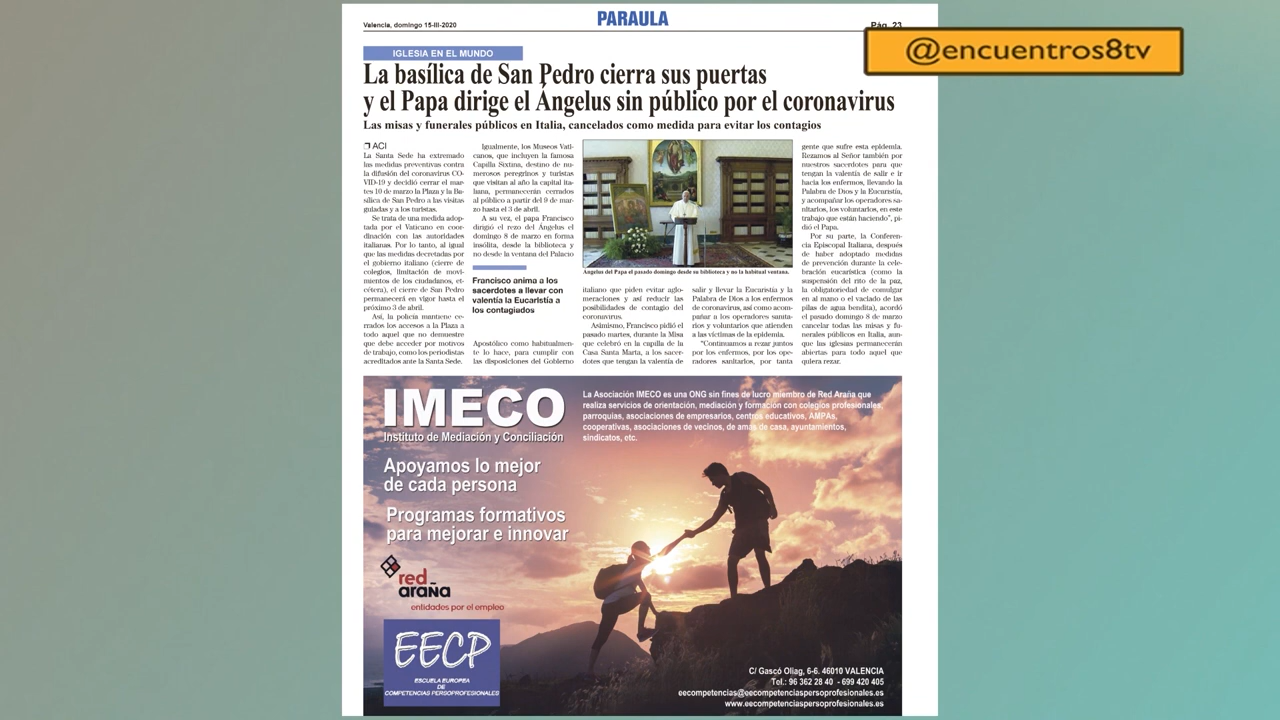 Valencia, domingo 15-III-2020
PARAULA
Pág. 23
@encuentros8tv
IGLESIA EN EL MUNDO
La basílica de San Pedro cierra sus puertas
y el Papa dirige el Ángelus sin público por el coronavirus
Las misas y funerales públicos en Italia, cancelados como medida para evitar los contagios
❒ ACI
La Santa Sede ha extremado
las medidas preventivas contra
la difusión del coronavirus CO-
VID-19 y decidió cerrar el mar-
tes 10 de marzo la Plaza y la Ba-
sílica de San Pedro a las visitas
guiadas y a los turistas.
Se trata de una medida adop-
tada por el Vaticano en coor-
dinación con las autoridades
italianas. Por lo tanto, al igual
que las medidas decretadas por
el gobierno italiano (cierre de
colegios, limitación de movi-
mientos de los ciudadanos, et-
cétera), el cierre de San Pedro
permanecerá en vigor hasta el
próximo 3 de abril.
Así, la policía mantiene ce-
rrados los accesos a la Plaza a
todo aquel que no demuestre
que debe acceder por motivos
de trabajo, como los periodistas
acreditados ante la Santa Sede.
Igualmente, los Museos Vati-
canos, que incluyen la famosa
Capilla Sixtina, destino de nu-
merosos peregrinos y turistas
que visitan al año la capital ita-
liana, permanecerán cerrados
al público a partir del 9 de mar-
zo hasta el 3 de abril.
A su vez, el papa Francisco
dirigió el rezo del Ángelus el
domingo 8 de marzo en forma
insólita, desde la biblioteca y
no desde la ventana del Palacio
Francisco anima a los
sacerdotes a llevar con
valentía la Eucaristía a
los contagiados
Apostólico como habitualmen-
te lo hace, para cumplir con
las disposiciones del Gobierno
Angelus del Papa el pasado domingo desde su biblioteca y no la habitual ventana.
italiano que piden evitar aglo-
meraciones y así reducir las
posibilidades de contagio del
coronavirus.
Asimismo, Francisco pidió el
pasado martes, durante la Misa
que celebró en la capilla de la
Casa Santa Marta, a los sacer-
dotes que tengan la valentía de
salir y llevar la Eucaristía y la
Palabra de Dios a los enfermos
de coronavirus, así como acom-
pañar a los operadores sanita-
rios y voluntarios que atienden
a las víctimas de la epidemia.
"Continuamos a rezar juntos
por los enfermos, por los ope-
radores sanitarios, por tanta
gente que sufre esta epidemia.
Rezamos al Señor también por
nuestros sacerdotes para que
tengan la valentía de salir e ir
hacia los enfermos, llevando la
Palabra de Dios y la Eucaristía,
y acompañar los operadores sa-
nitarios, los voluntarios, en este
trabajo que están haciendo", pi-
dió el Papa.
Por su parte, la Conferen-
cia Episcopal Italiana, después
de haber adoptado medidas
de prevención durante la cele-
bración eucarística (como la
suspensión del rito de la paz,
la obligatoriedad de comulgar
en al mano o el vaciado de las
pilas de agua bendita), acordó
el pasado domingo 8 de marzo
cancelar todas las misas y fu-
nerales públicos en Italia, aun-
que las iglesias permanecerán
abiertas para todo aquel que
quiera rezar.
IMECO
Instituto de Mediación y Conciliación
Apoyamos lo mejor
de cada persona
Programas formativos
para mejorar e innovar
La Asociación IMECO es una ONG sin fines de lucro miembro de Red Araña que
realiza servicios de orientación, mediación y formación con colegios profesionales,
parroquias, asociaciones de empresarios, centros educativos, AMPAs,
cooperativas, asociaciones de vecinos, de amas de casa, ayuntamientos,
sindicatos, etc.
red
araña
entidades por el empleo
EECP
ESCUELA EUROPEA
DE
COMPETENCIAS PERSOPROFESIONALES
C/ Gascó Oliag, 6-6. 46010 VALENCIA
Tel.: 96 362 28 40 - 699 420 405
eecompetencias@eecompetenciaspersoprofesionales.es
www.eecompetenciaspersoprofesionales.es